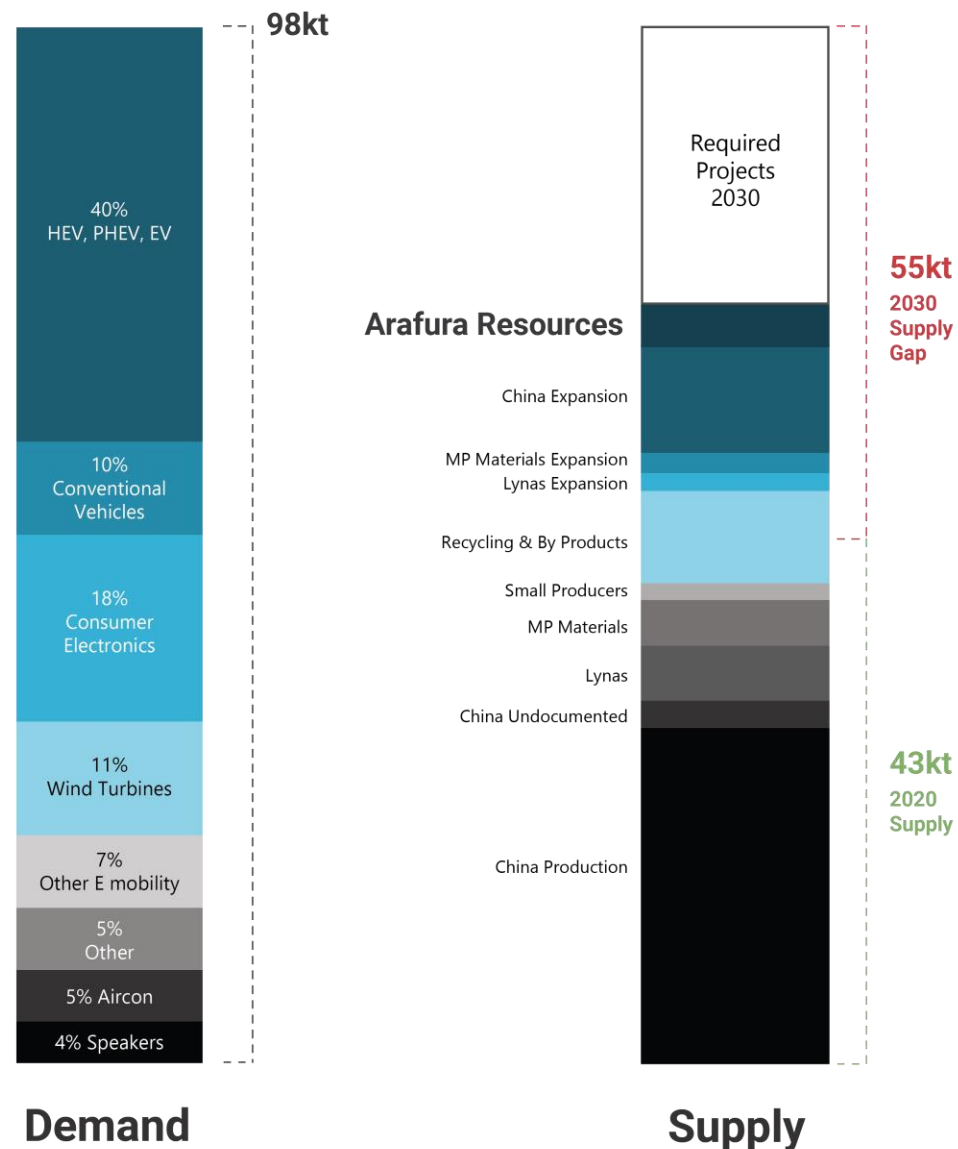 98kt
40%
HEV, PHEV, EV
10%
Conventional
Vehicles
18%
Consumer
Electronics
11%
Wind Turbines
7%
Other E mobility
5%
Other
5% Aircon
4% Speakers
Demand
Required
Projects
2030
Arafura Resources
China Expansion
MP Materials Expansion
Lynas Expansion
Recycling & By Products
Small Producers
MP Materials
Lynas
China Undocumented
China Production
55kt
2030
Supply
Gap
43kt
2020
Supply
Supply